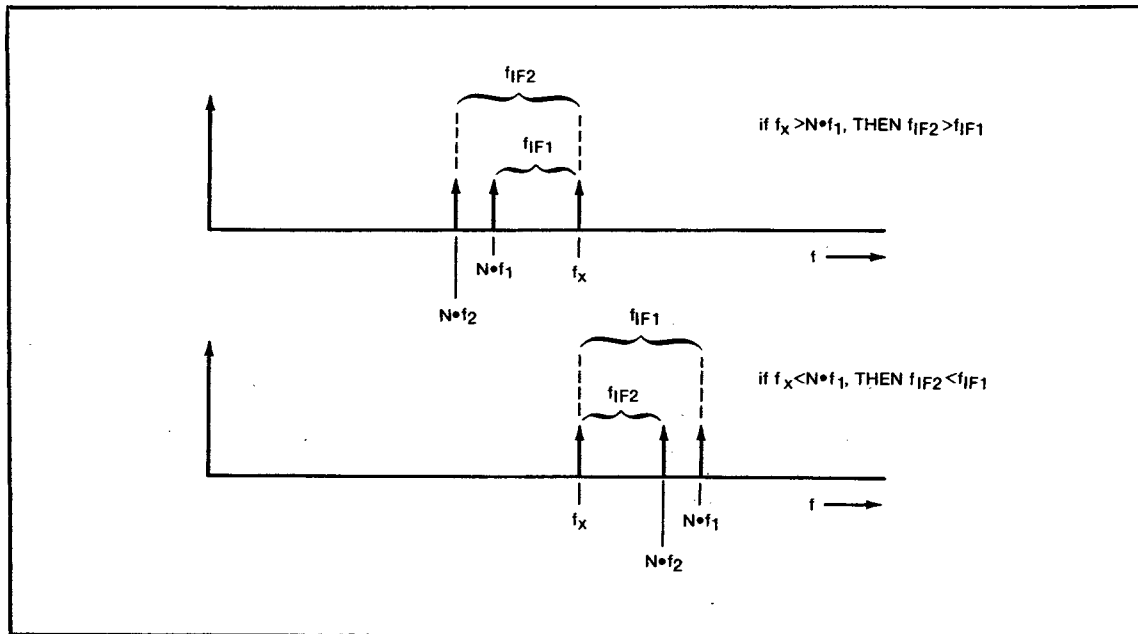 fIF2
if fx >N•f1, THEN fIF2>fIF1
fIF1
N•f1
fx
f
N•f2
fIF1
if fx<N•f1, THEN fIF2<fIF1
fIF2
fx
N•f1
f
N•f2